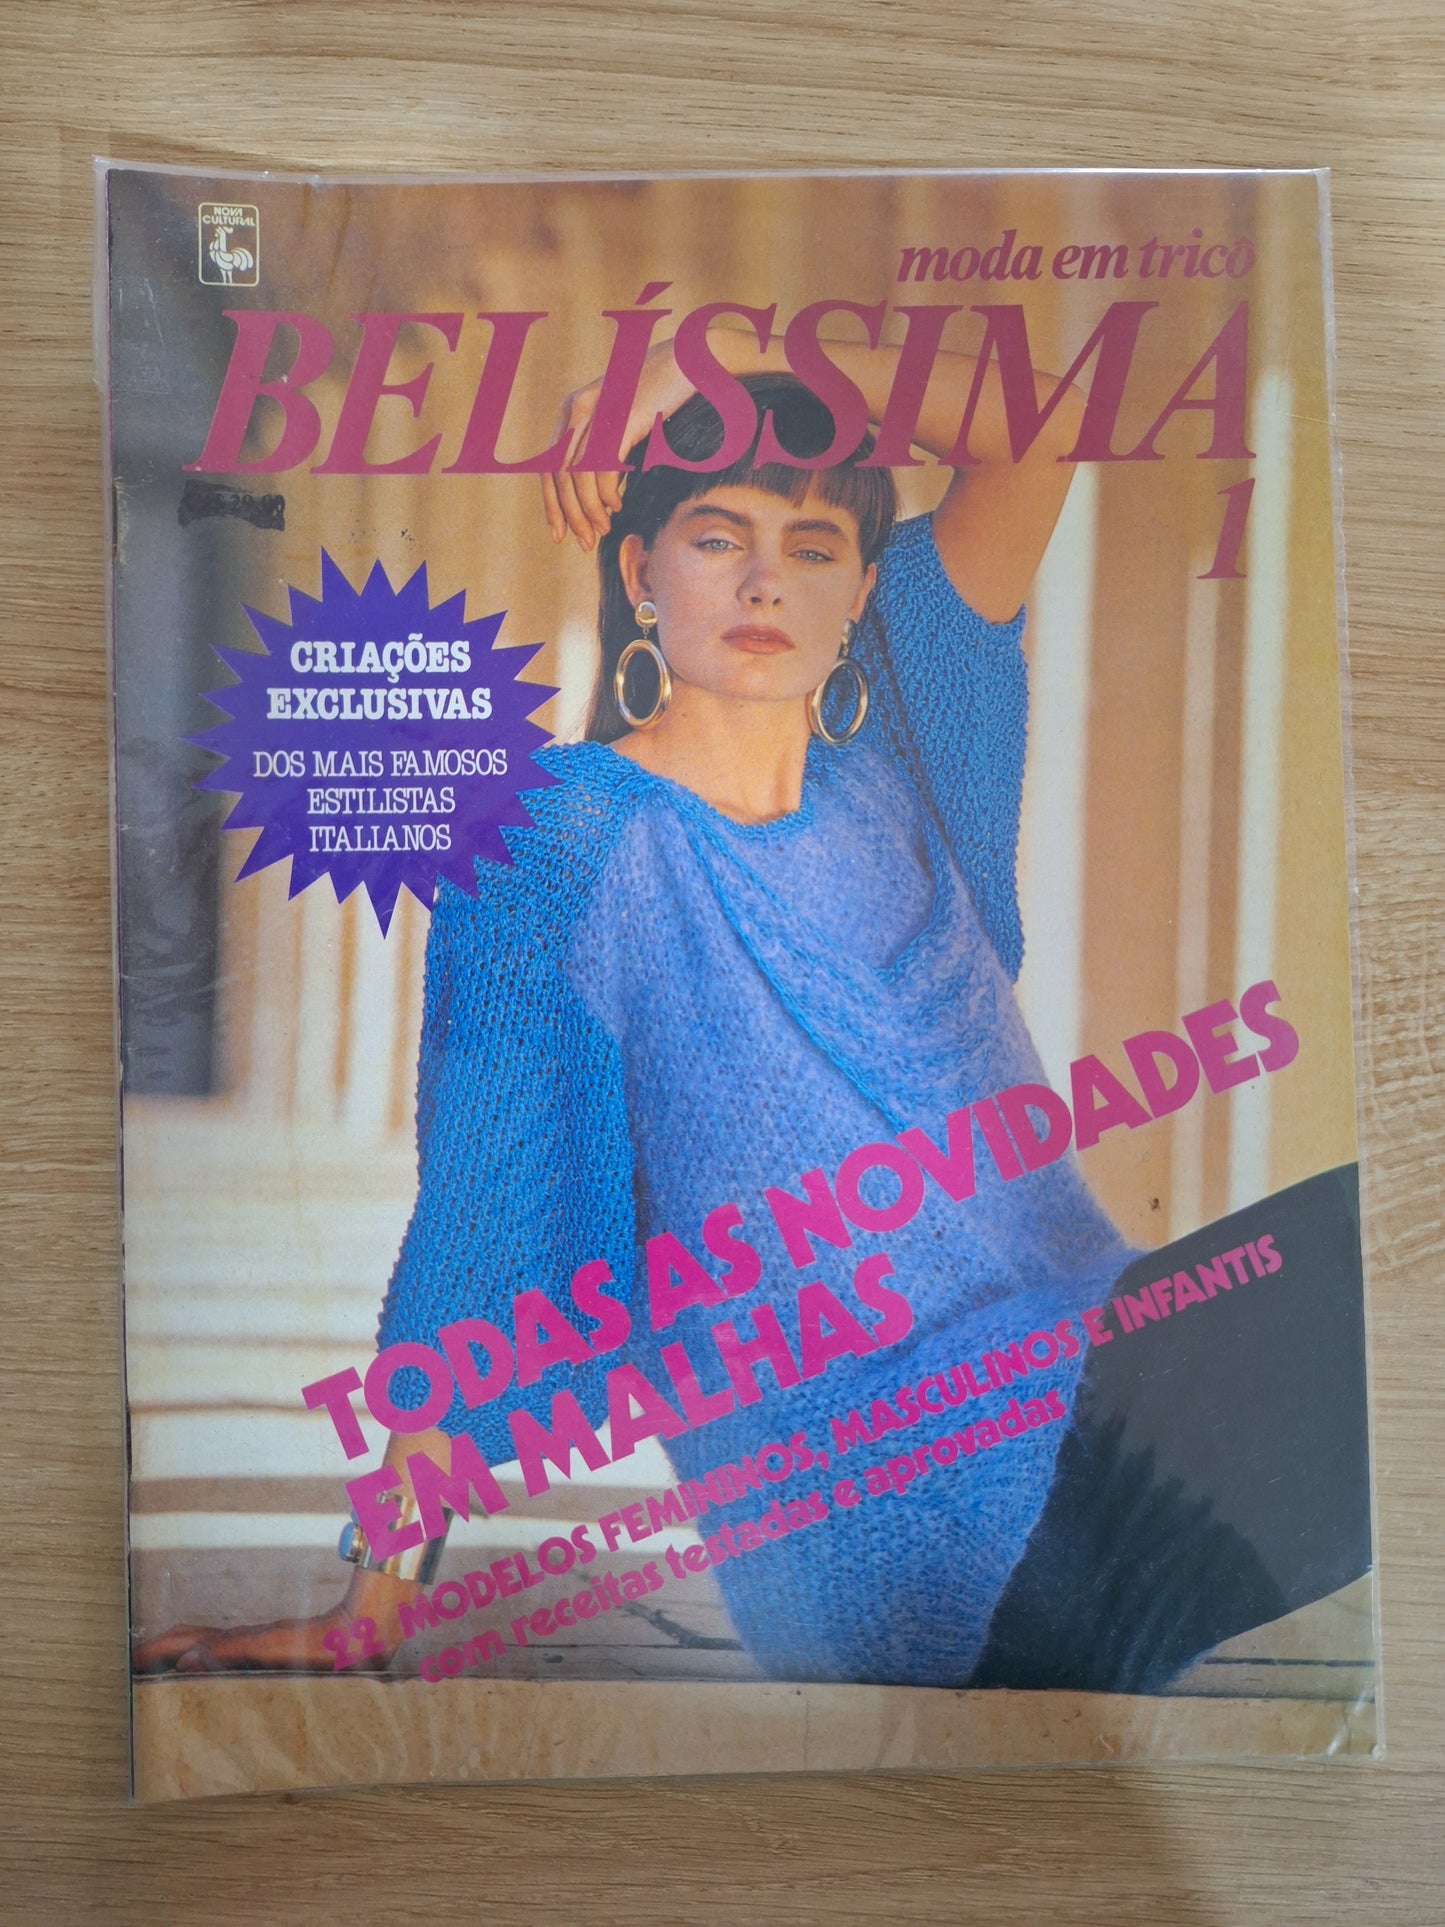 NOVA
CULTURAL
moda em tricô
BELÍSSIMA
1
CRIAÇÕES
EXCLUSIVAS
DOS MAIS FAMOSOS
ESTILISTAS
ITALIANOS
TODAS AS NOVIDADES
EM MALHAS
22 MODELOS FEMININOS, MASCULINOS E INFANTIS
com receitas testadas e aprovadas